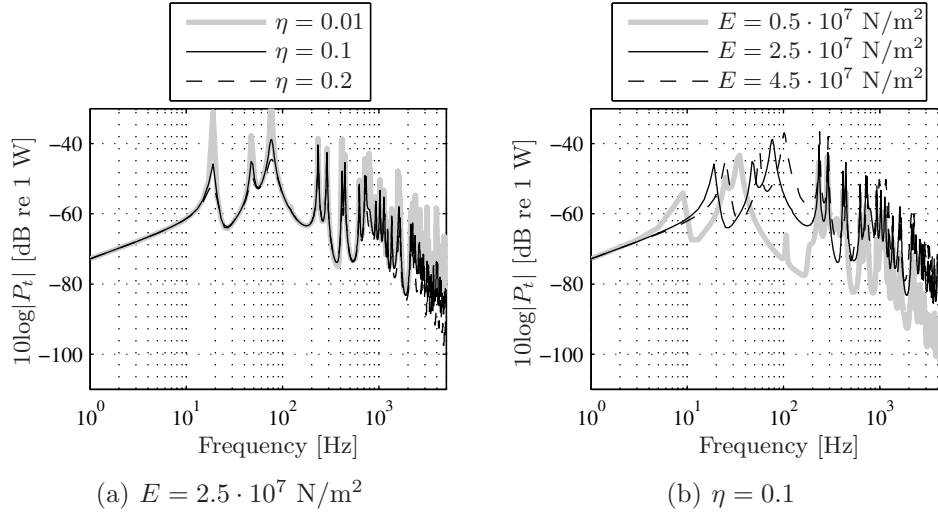 η = 0.01
η = 0.1
η = 0.2
10log|P_t| [dB re 1 W]
−40
−60
−80
−100
10^0
10^1
10^2
10^3
Frequency [Hz]
(a) E = 2.5 · 10^7 N/m^2
E = 0.5 · 10^7 N/m^2
E = 2.5 · 10^7 N/m^2
E = 4.5 · 10^7 N/m^2
10log|P_t| [dB re 1 W]
−40
−60
−80
−100
10^0
10^1
10^2
10^3
Frequency [Hz]
(b) η = 0.1